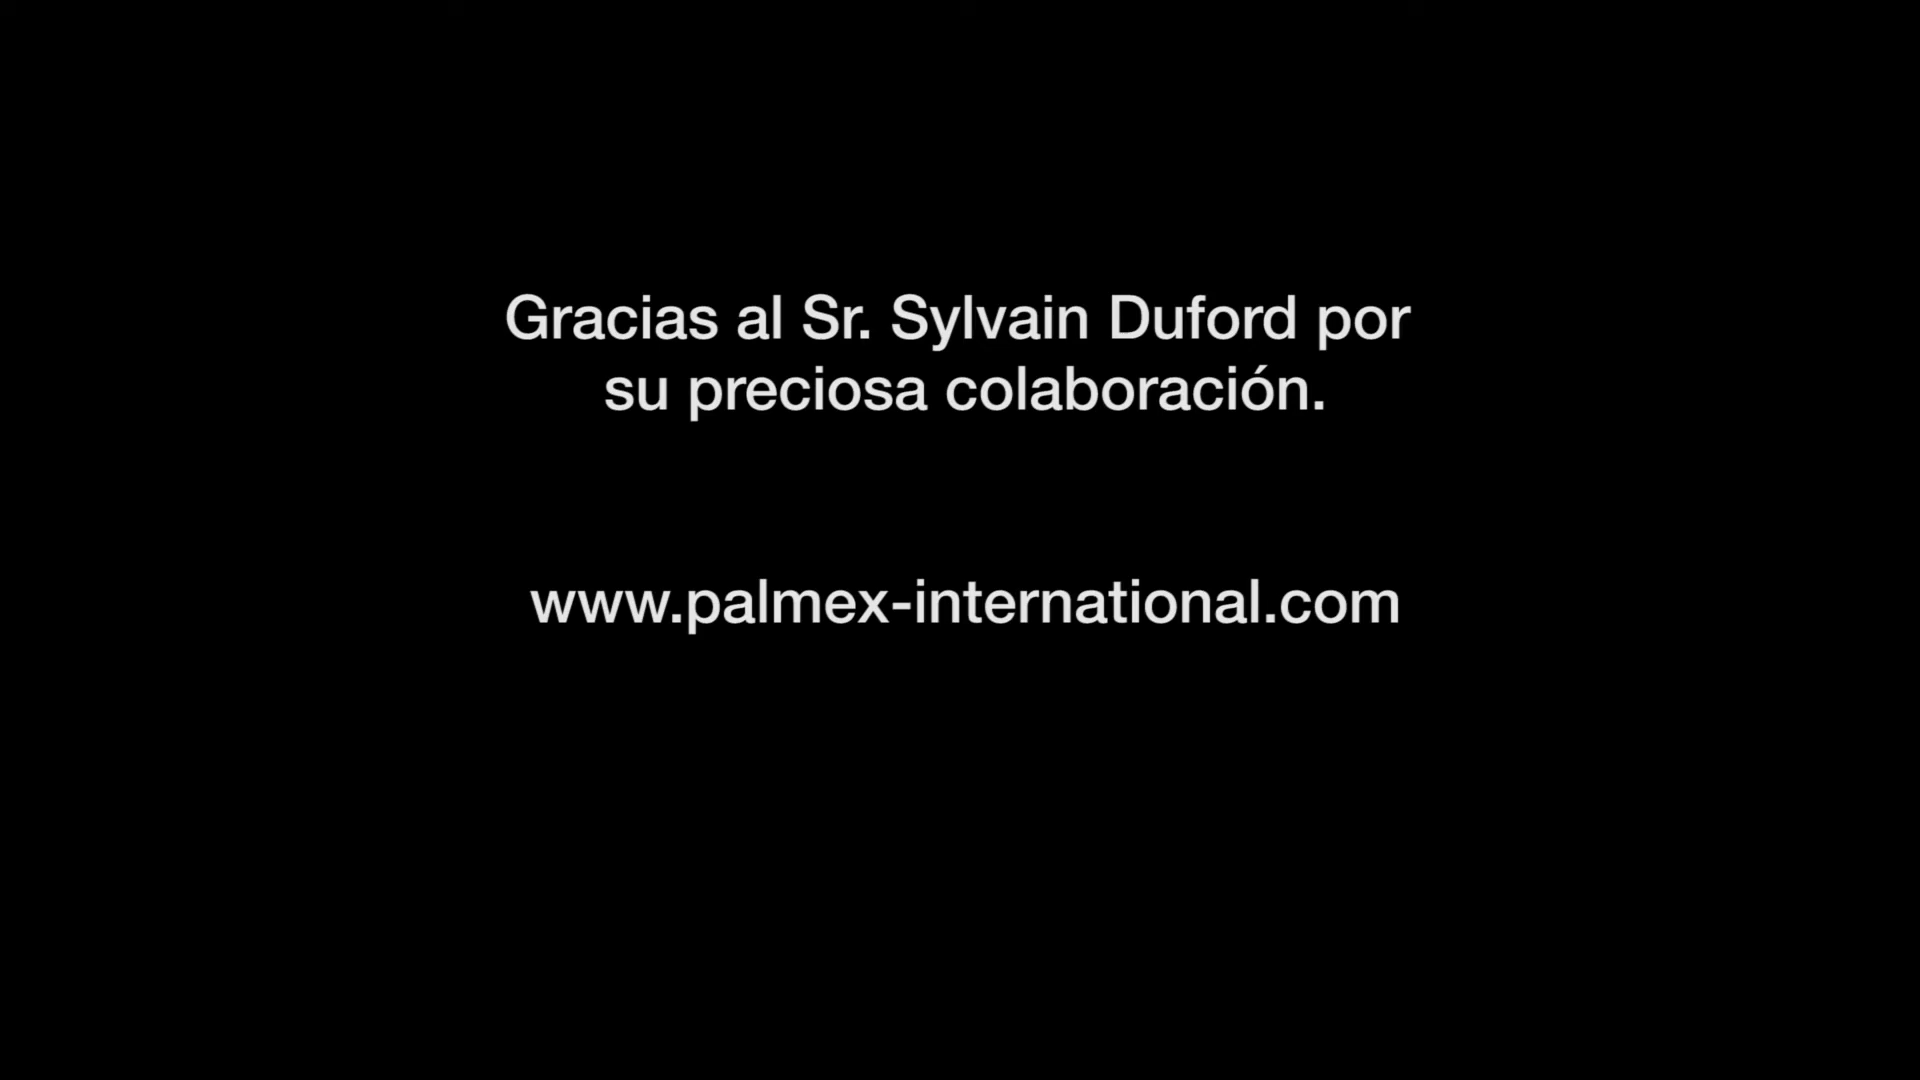 Gracias al Sr. Sylvain Duford por
su preciosa colaboración.
www.palmex-international.com